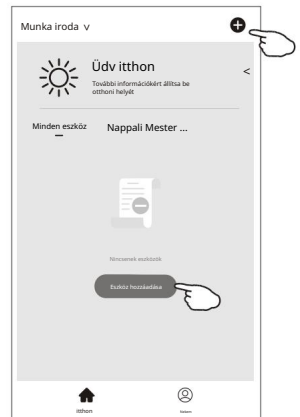 Munka iroda v
Üdv itthon
További információkért állítsa be
otthoni helyét
<
Minden eszköz Nappali Mester ...
Nincsenek eszközök
Eszköz hozzáadása
itthon